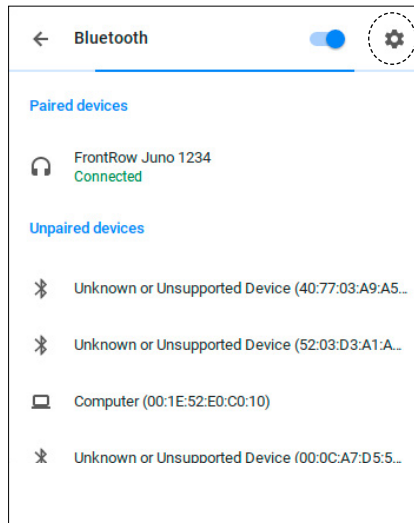 Bluetooth
Paired devices
FrontRow Juno 1234
Connected
Unpaired devices
Unknown or Unsupported Device (40:77:03:A9:A5...
Unknown or Unsupported Device (52:03:D3:A1:A...
Computer (00:1E:52:E0:C0:10)
Unknown or Unsupported Device (00:0C:A7:D5:5...